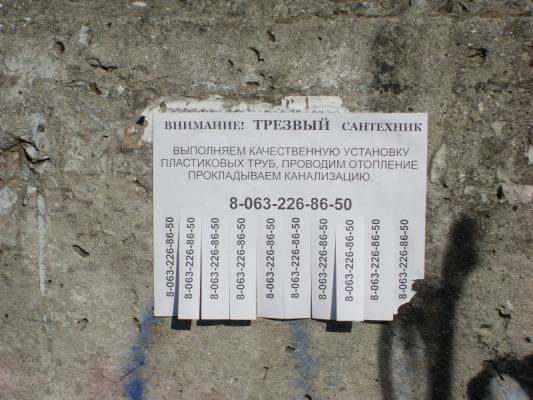 ВНИМАНИЕ! ТРЕЗВЫЙ САНТЕХНИК
ВЫПОЛНЯЕМ КАЧЕСТВЕННУЮ УСТАНОВКУ
ПЛАСТИКОВЫХ ТРУБ, ПРОВОДИМ ОТОПЛЕНИЕ
ПРОКЛАДЫВАЕМ КАНАЛИЗАЦИЮ.
8-063-226-86-50
8-063-226-86-50
8-063-226-86-50
8-063-226-86-50
8-063-226-86-50
8-063-226-86-50
8-063-226-86-50
8-063-226-86-50
8-063-226-86-50
8-063-226-86-50
8-063-226-86-50